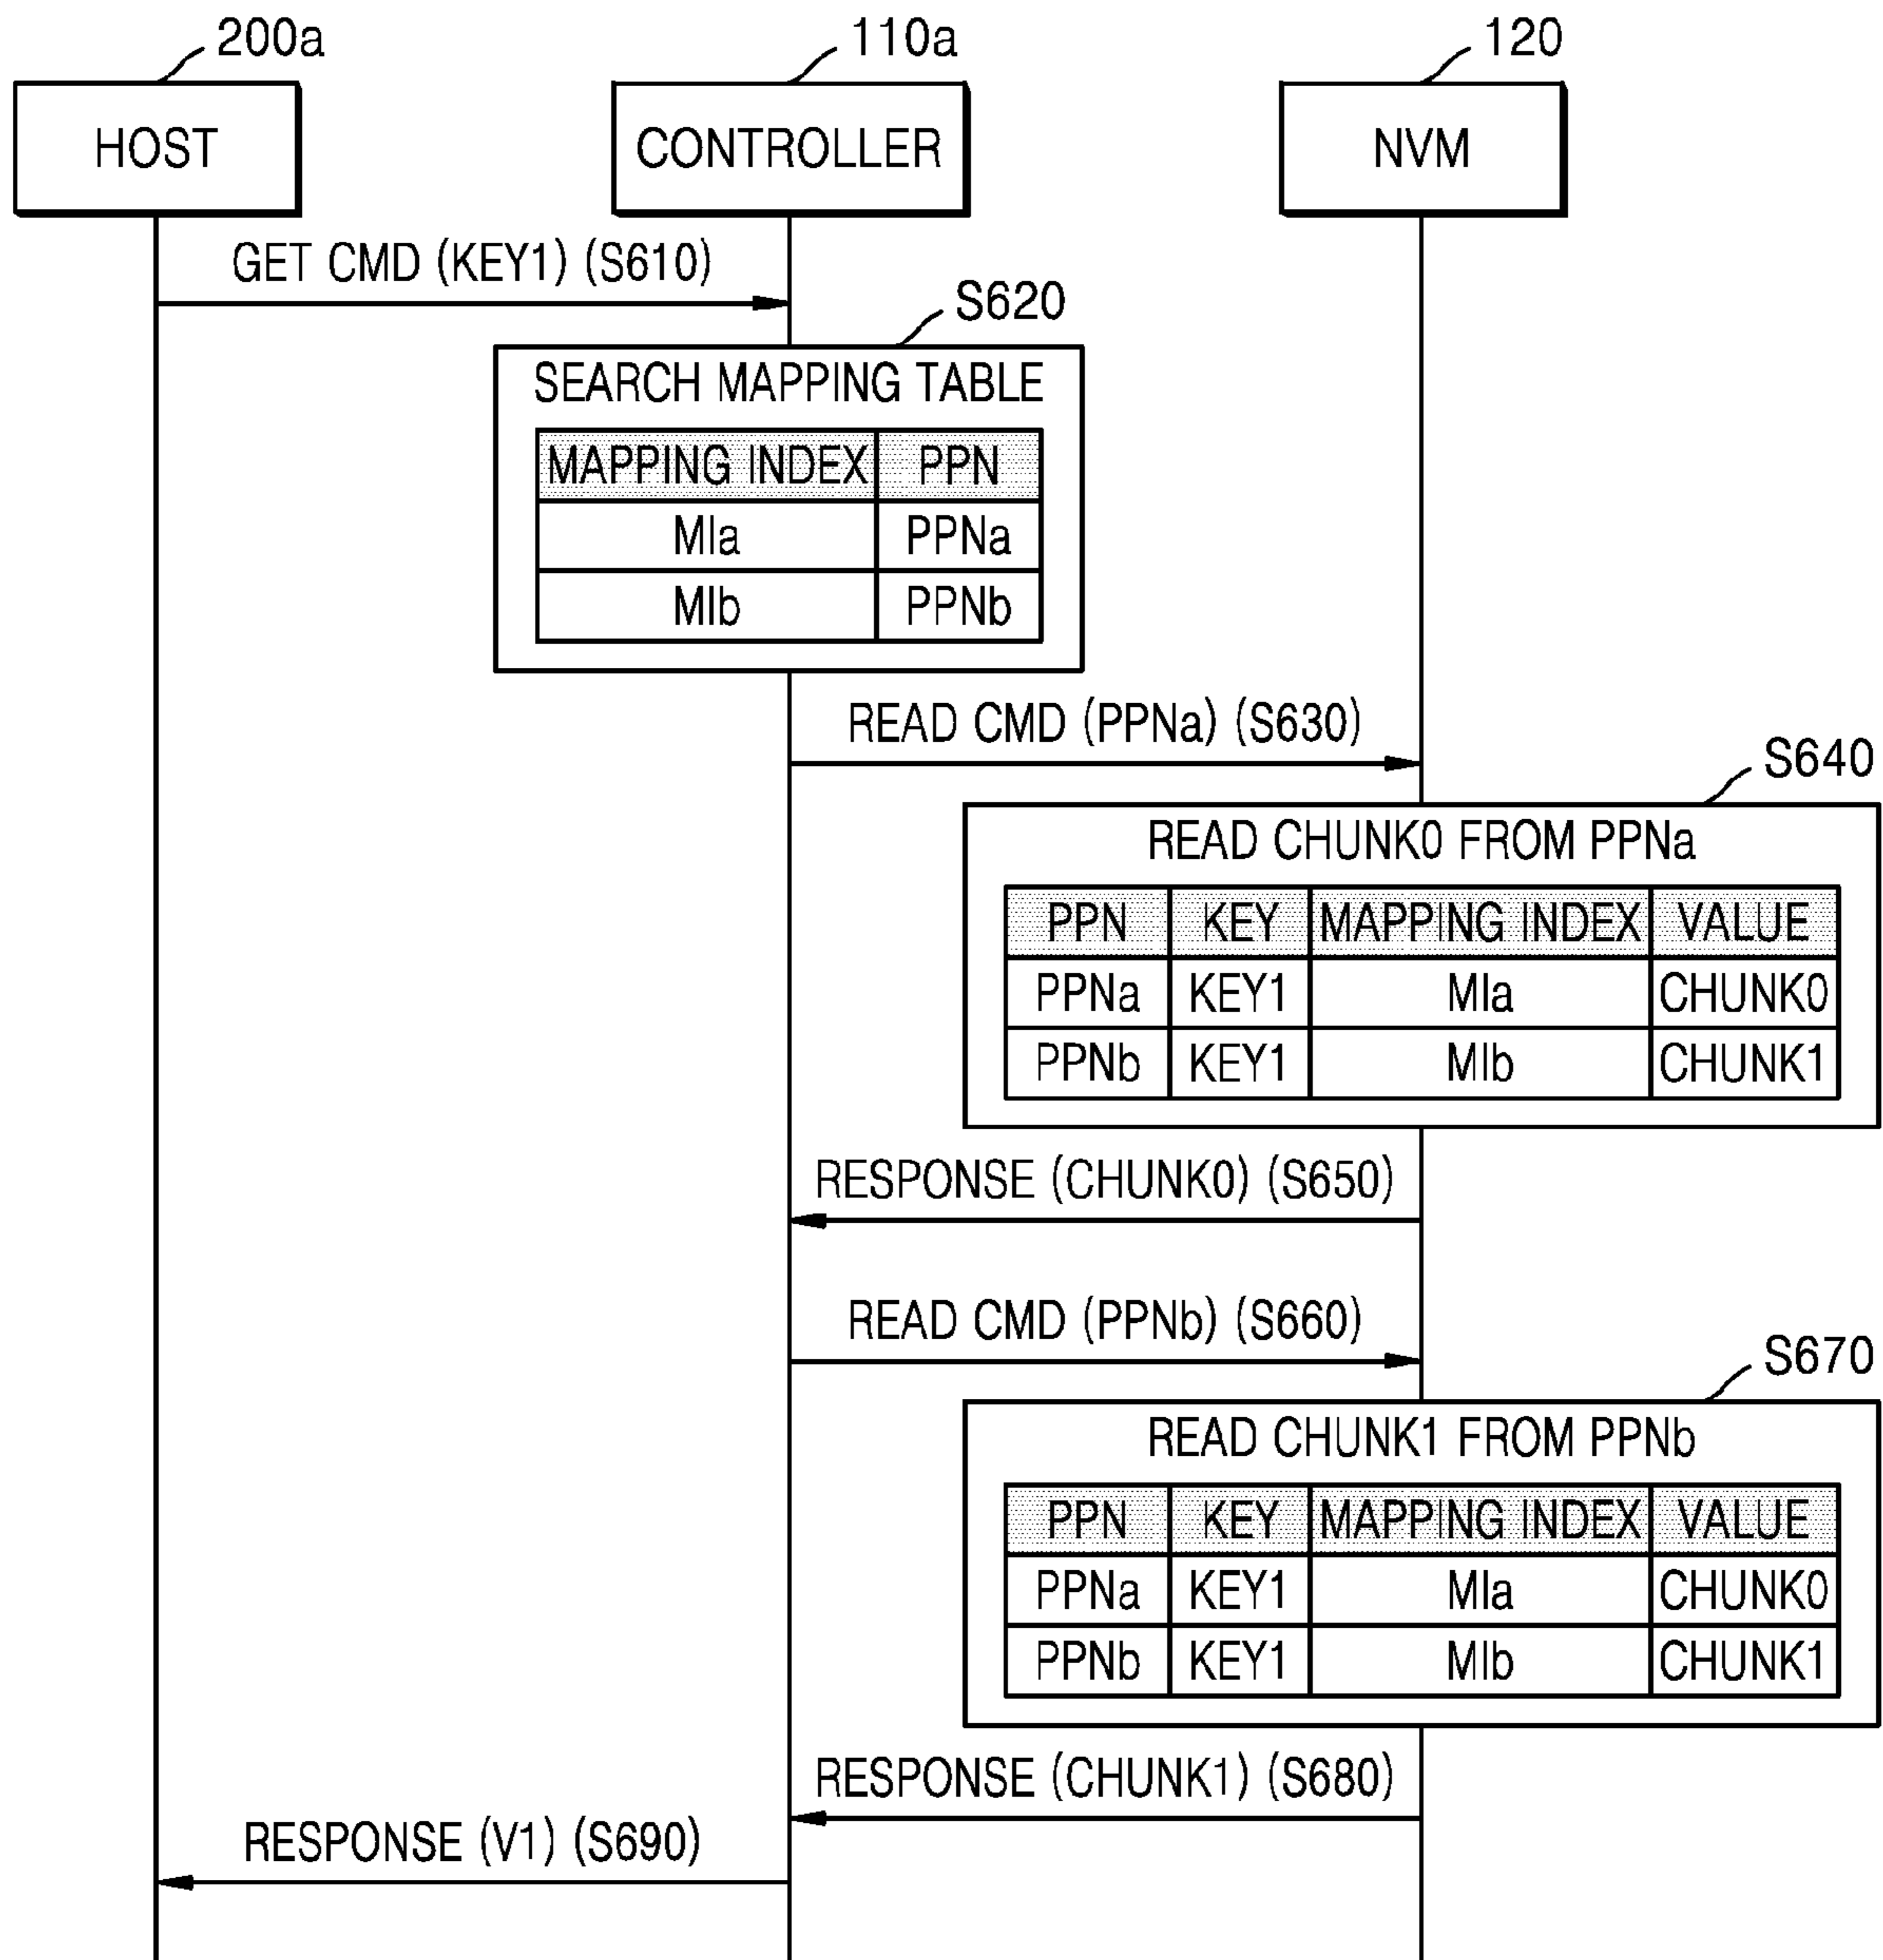 200a
110a
120
HOST
CONTROLLER
NVM
GET CMD (KEY1) (S610)
S620
SEARCH MAPPING TABLE
MAPPING INDEX PPN
MIa PPNa
MIb PPNb
READ CMD (PPNa) (S630)
S640
READ CHUNK0 FROM PPNa
PPN KEY MAPPING INDEX VALUE
PPNa KEY1 MIa CHUNK0
PPNb KEY1 MIb CHUNK1
RESPONSE (CHUNK0) (S650)
READ CMD (PPNb) (S660)
S670
READ CHUNK1 FROM PPNb
PPN KEY MAPPING INDEX VALUE
PPNa KEY1 MIa CHUNK0
PPNb KEY1 MIb CHUNK1
RESPONSE (CHUNK1) (S680)
RESPONSE (V1) (S690)